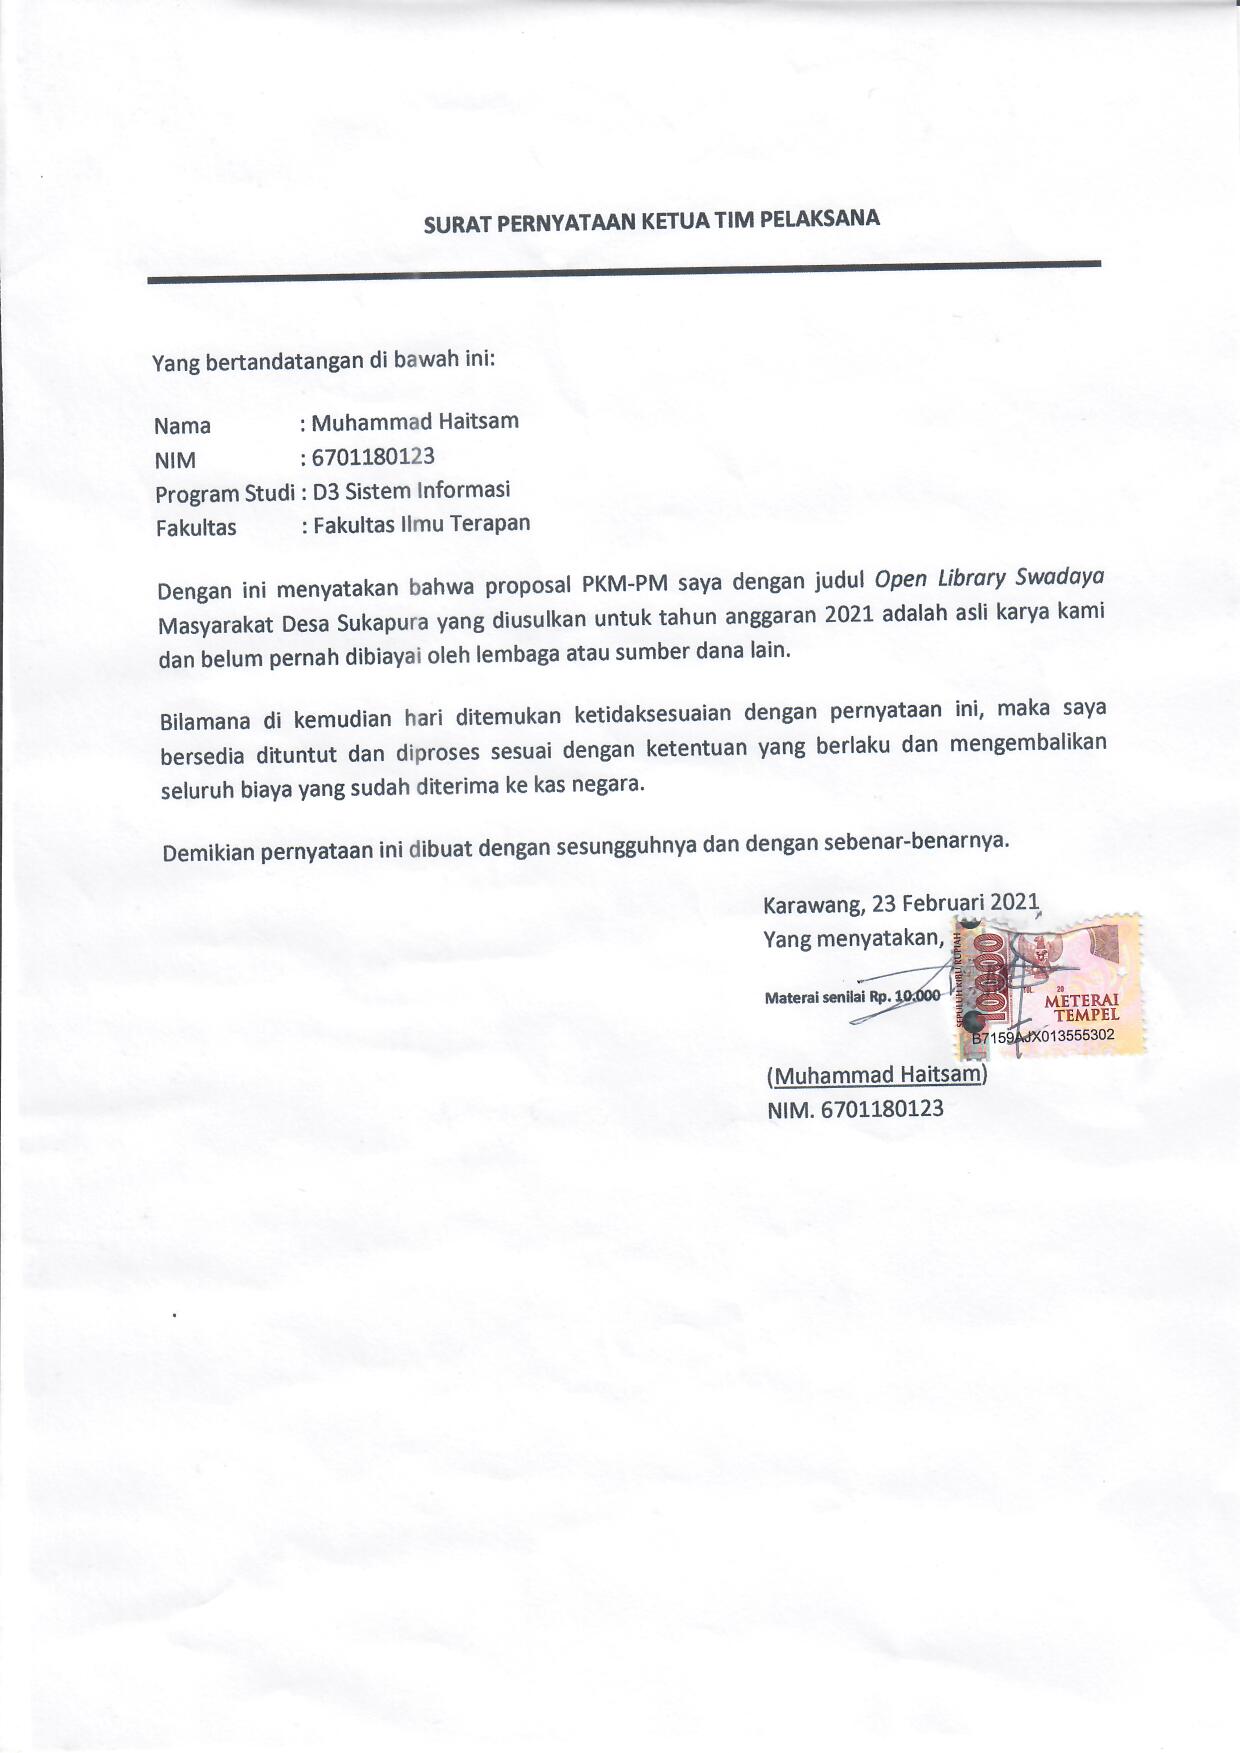 SURAT PERNYATAAN KETUA TIM PELAKSANA
Yang bertandatangan di bawah ini:
Nama : Muhammad Haitsam
NIM : 6701180123
Program Studi : D3 Sistem Informasi
Fakultas : Fakultas Ilmu Terapan
Dengan ini menyatakan bahwa proposal PKM-PM saya dengan judul Open Library Swadaya
Masyarakat Desa Sukapura yang diusulkan untuk tahun anggaran 2021 adalah asli karya kami
dan belum pernah dibiayai oleh lembaga atau sumber dana lain.
Bilamana di kemudian hari ditemukan ketidaksesuaian dengan pernyataan ini, maka saya
bersedia dituntut dan diproses sesuai dengan ketentuan yang berlaku dan mengembalikan
seluruh biaya yang sudah diterima ke kas negara.
Demikian pernyataan ini dibuat dengan sesungguhnya dan dengan sebenar-benarnya.
Karawang, 23 Februari 2021
Yang menyatakan,
Materai senilai Rp. 10.000
SEPULUH RIBU RUPIAH
10000
TGL. 20
METERAI
TEMPEL
B7159AJX013555302
(Muhammad Haitsam)
NIM. 6701180123